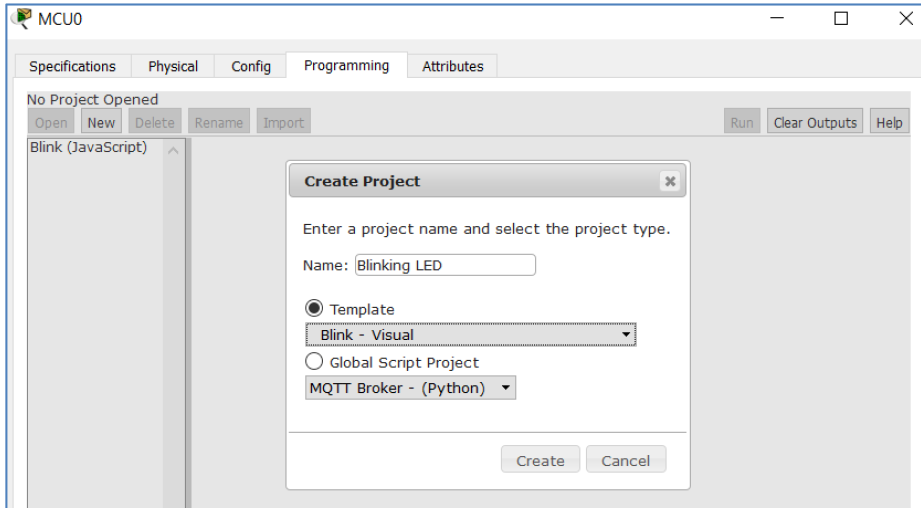 MCU0
Specifications Physical Config Programming Attributes
No Project Opened
Open New Delete Rename Import Run Clear Outputs Help
Blink (JavaScript)
Create Project
Enter a project name and select the project type.
Name: Blinking LED
Template
Blink - Visual
Global Script Project
MQTT Broker - (Python)
Create Cancel